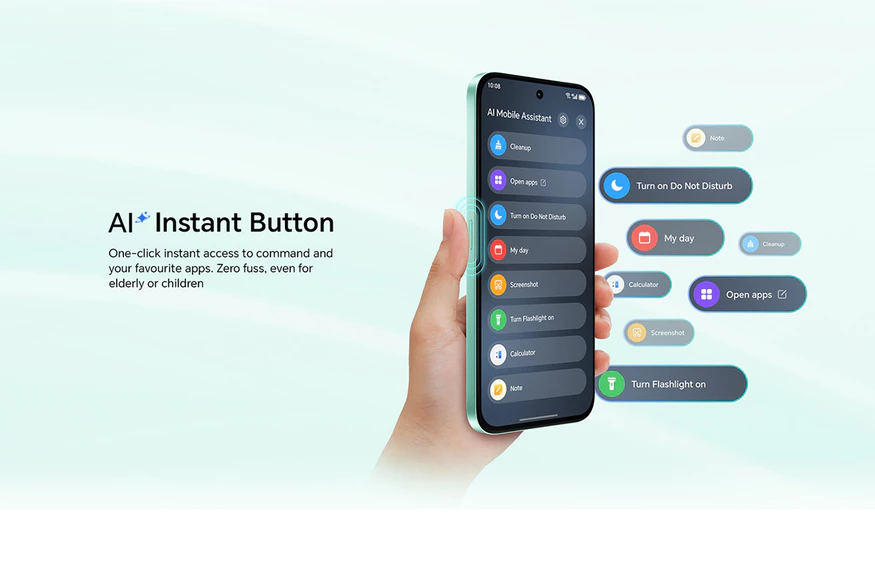 AI Instant Button
One-click instant access to command and
your favourite apps. Zero fuss, even for
elderly or children
10:08
AI Mobile Assistant
Cleanup
Open apps
Turn on Do Not Disturb
My day
Screenshot
Turn Flashlight on
Calculator
Note
Note
Turn on Do Not Disturb
My day
Cleanup
Calculator
Open apps
Screenshot
Turn Flashlight on